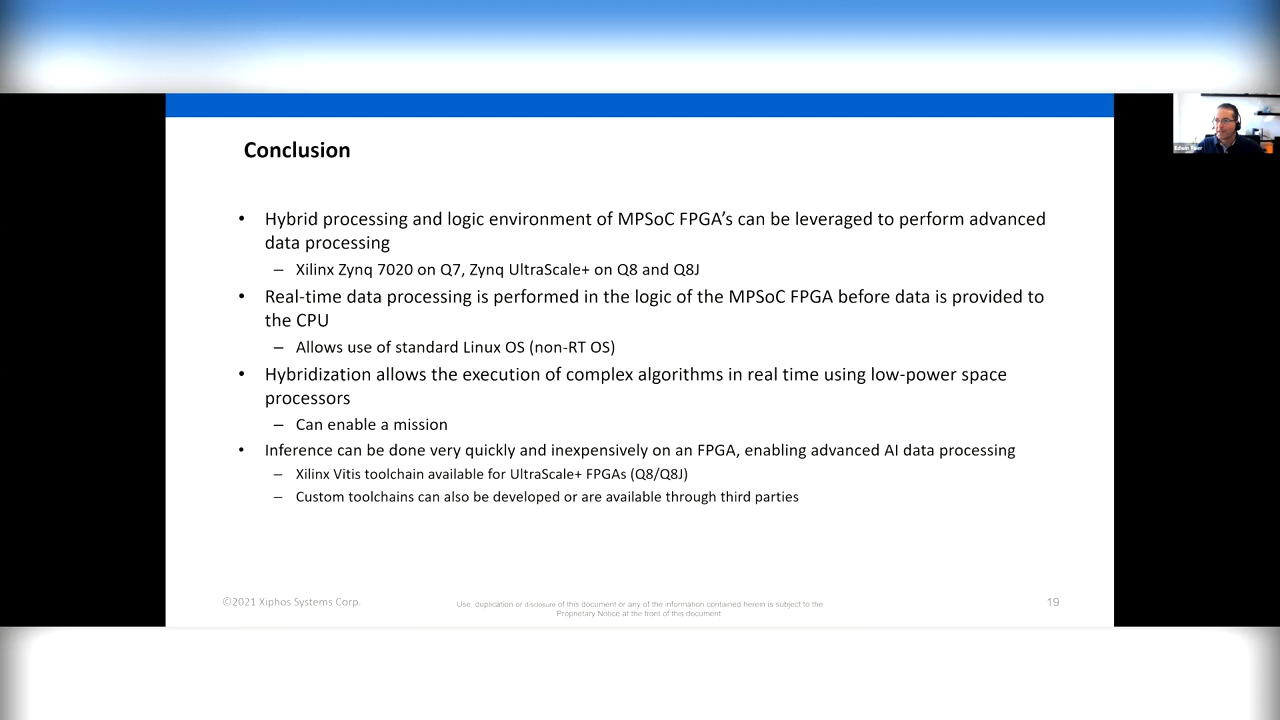 Conclusion
• Hybrid processing and logic environment of MPSoC FPGA’s can be leveraged to perform advanced
data processing
– Xilinx Zynq 7020 on Q7, Zynq UltraScale+ on Q8 and Q8J
• Real-time data processing is performed in the logic of the MPSoC FPGA before data is provided to
the CPU
– Allows use of standard Linux OS (non-RT OS)
• Hybridization allows the execution of complex algorithms in real time using low-power space
processors
– Can enable a mission
• Inference can be done very quickly and inexpensively on an FPGA, enabling advanced AI data processing
– Xilinx Vitis toolchain available for UltraScale+ FPGAs (Q8/Q8J)
– Custom toolchains can also be developed or are available through third parties
©2021 Xiphos Systems Corp.
Use, duplication or disclosure of this document or any of the information contained herein is subject to the
Proprietary Notice at the front of this document
19
Edwin